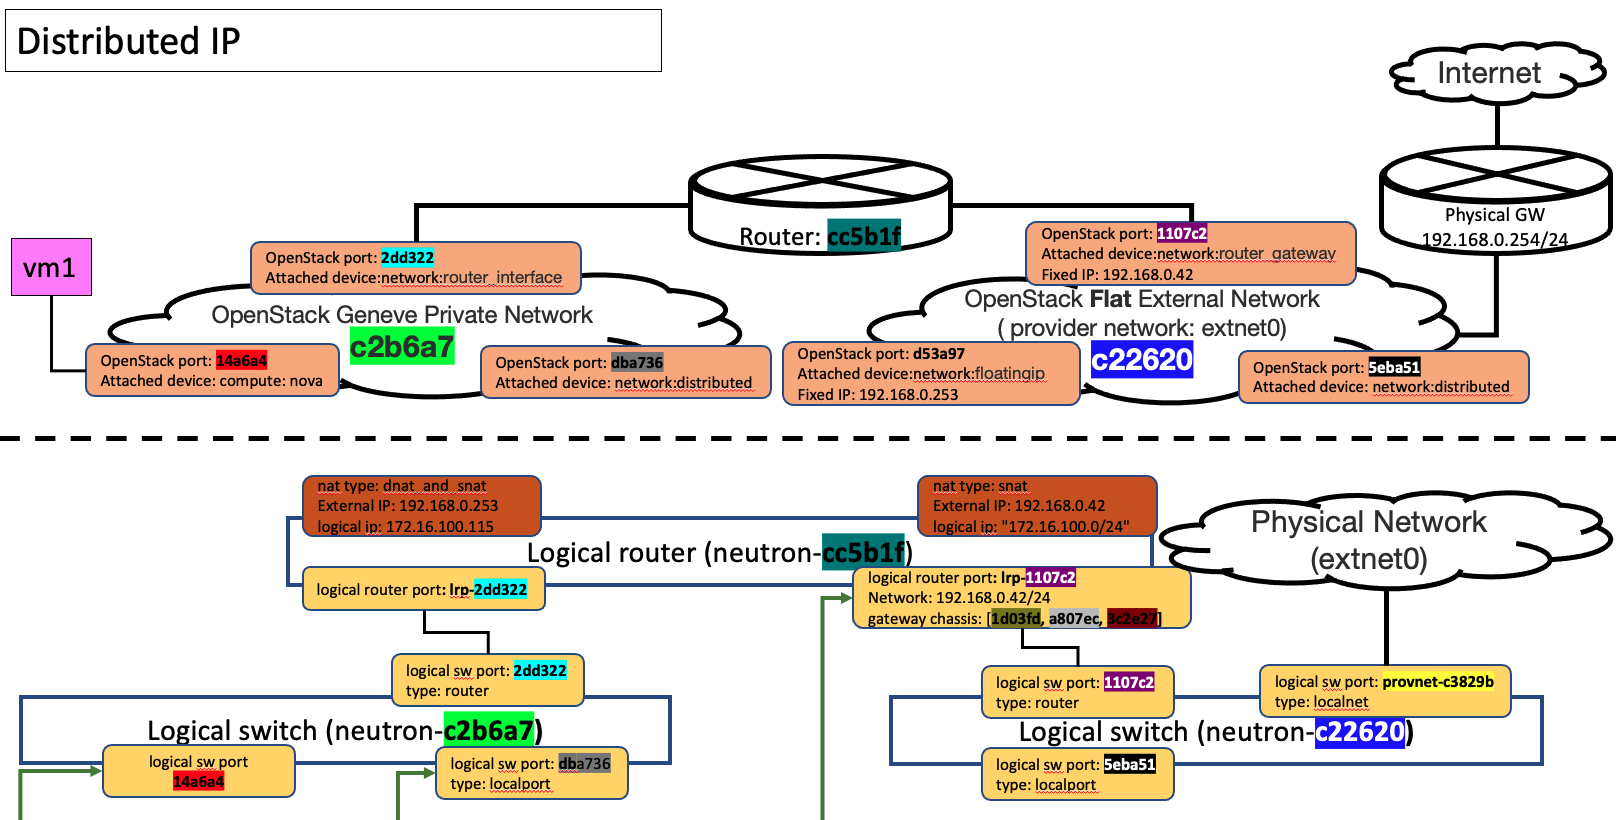 Distributed IP
Internet
Physical GW
192.168.0.254/24
Router: cc5b1f
OpenStack port: 1107c2
Attached device:network:router_gateway
Fixed IP: 192.168.0.42
OpenStack port: 2dd322
Attached device:network:router_interface
vm1
OpenStack Geneve Private Network
c2b6a7
OpenStack Flat External Network
( provider network: extnet0)
c22620
OpenStack port: 14a6a4
Attached device: compute: nova
OpenStack port: dba736
Attached device: network:distributed
OpenStack port: d53a97
Attached device:network:floatingip
Fixed IP: 192.168.0.253
OpenStack port: 5eba51
Attached device: network:distributed
nat type: dnat_and_snat
External IP: 192.168.0.253
logical ip: 172.16.100.115
nat type: snat
External IP: 192.168.0.42
logical ip: "172.16.100.0/24"
Physical Network
(extnet0)
Logical router (neutron-cc5b1f)
logical router port: lrp-2dd322
logical router port: lrp-1107c2
Network: 192.168.0.42/24
gateway chassis: [1d03fd, a807ec, 3c2e27]
logical sw port: 2dd322
type: router
logical sw port: 1107c2
type: router
logical sw port: provnet-c3829b
type: localnet
Logical switch (neutron-c2b6a7)
Logical switch (neutron-c22620)
logical sw port
14a6a4
logical sw port: dba736
type: localport
logical sw port: 5eba51
type: localport